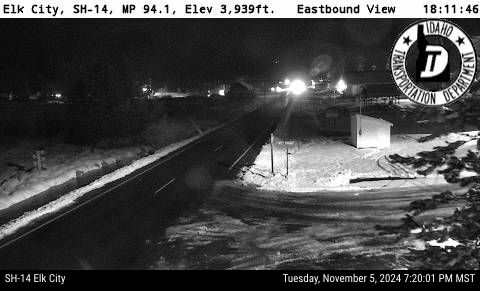 Elk City, SH-14, MP 94.1, Elev 3,939ft. Eastbound View 18:11:46
IDAHO
TRANSPORTATION DEPARTMENT
SH-14 Elk City Tuesday, November 5, 2024 7:20:01 PM MST